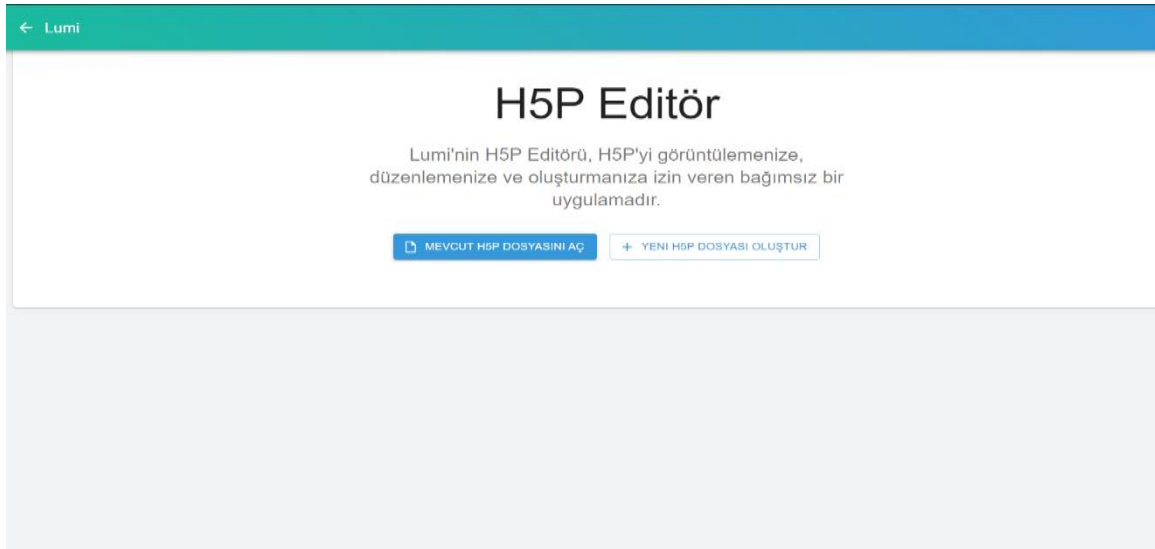 ← Lumi
H5P Editör
Lumi'nin H5P Editörü, H5P'yi görüntülemenize,
düzenlemenize ve oluşturmanıza izin veren bağımsız bir
uygulamadır.
MEVCUT H5P DOSYASINI AÇ
+ YENI H5P DOSYASI OLUŞTUR